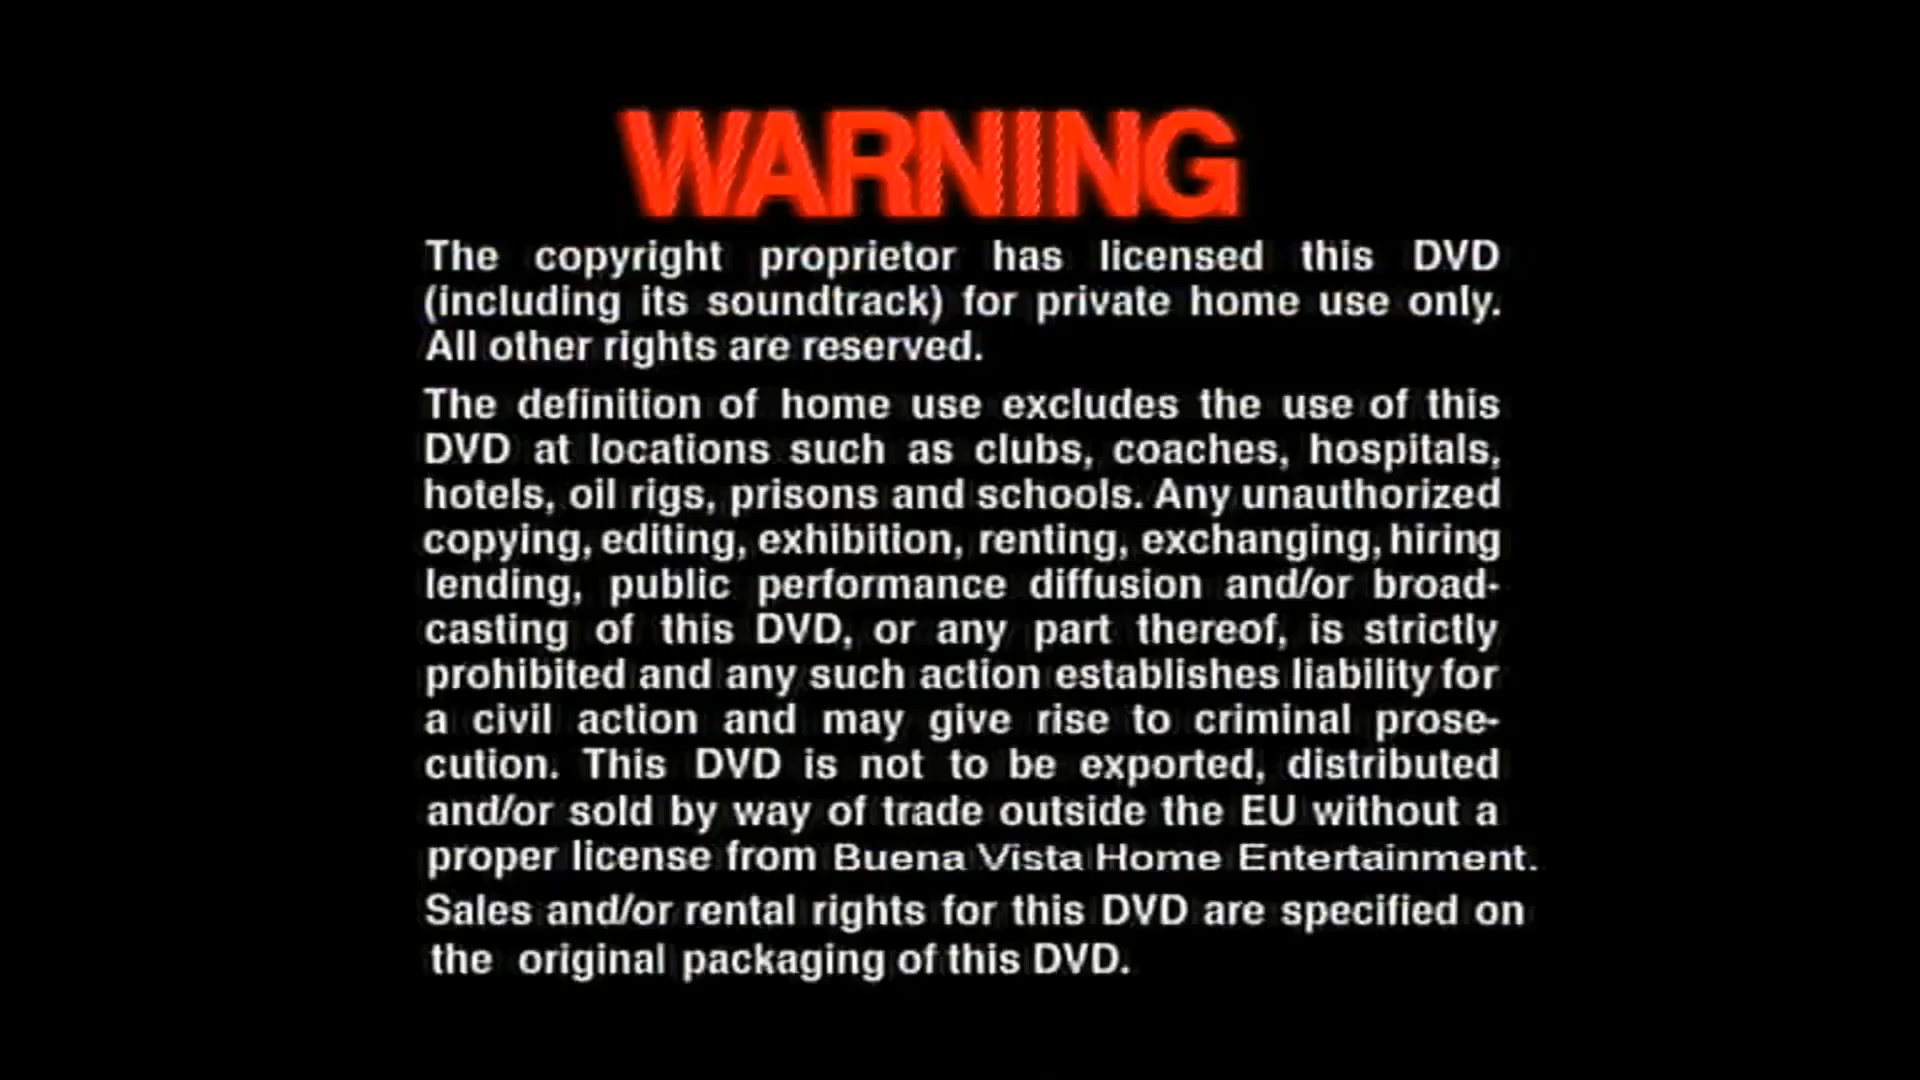 WARNING
The copyright proprietor has licensed this DVD
(including its soundtrack) for private home use only.
All other rights are reserved.
The definition of home use excludes the use of this
DVD at locations such as clubs, coaches, hospitals,
hotels, oil rigs, prisons and schools. Any unauthorized
copying, editing, exhibition, renting, exchanging, hiring
lending, public performance diffusion and/or broad-
casting of this DVD, or any part thereof, is strictly
prohibited and any such action establishes liability for
a civil action and may give rise to criminal prose-
cution. This DVD is not to be exported, distributed
and/or sold by way of trade outside the EU without a
proper license from Buena Vista Home Entertainment.
Sales and/or rental rights for this DVD are specified on
the original packaging of this DVD.